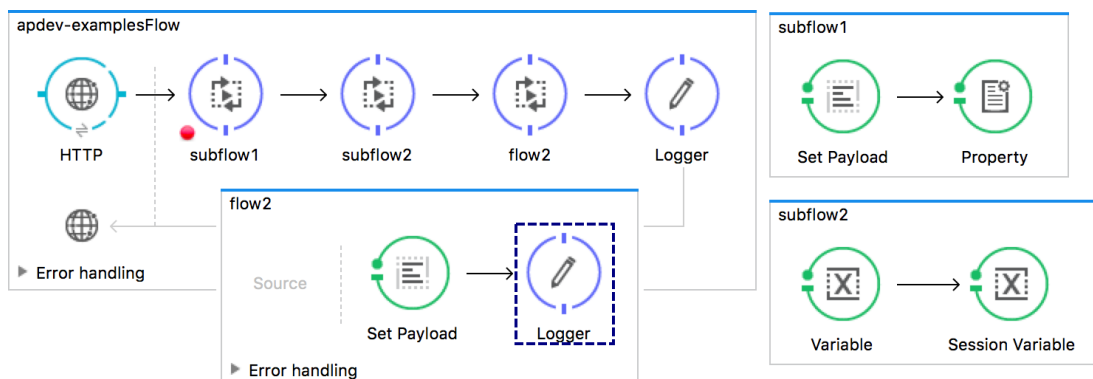 apdev-examplesFlow
HTTP
subflow1
subflow2
flow2
Logger
Error handling
flow2
Source
Set Payload
Logger
Error handling
subflow1
Set Payload
Property
subflow2
Variable
Session Variable